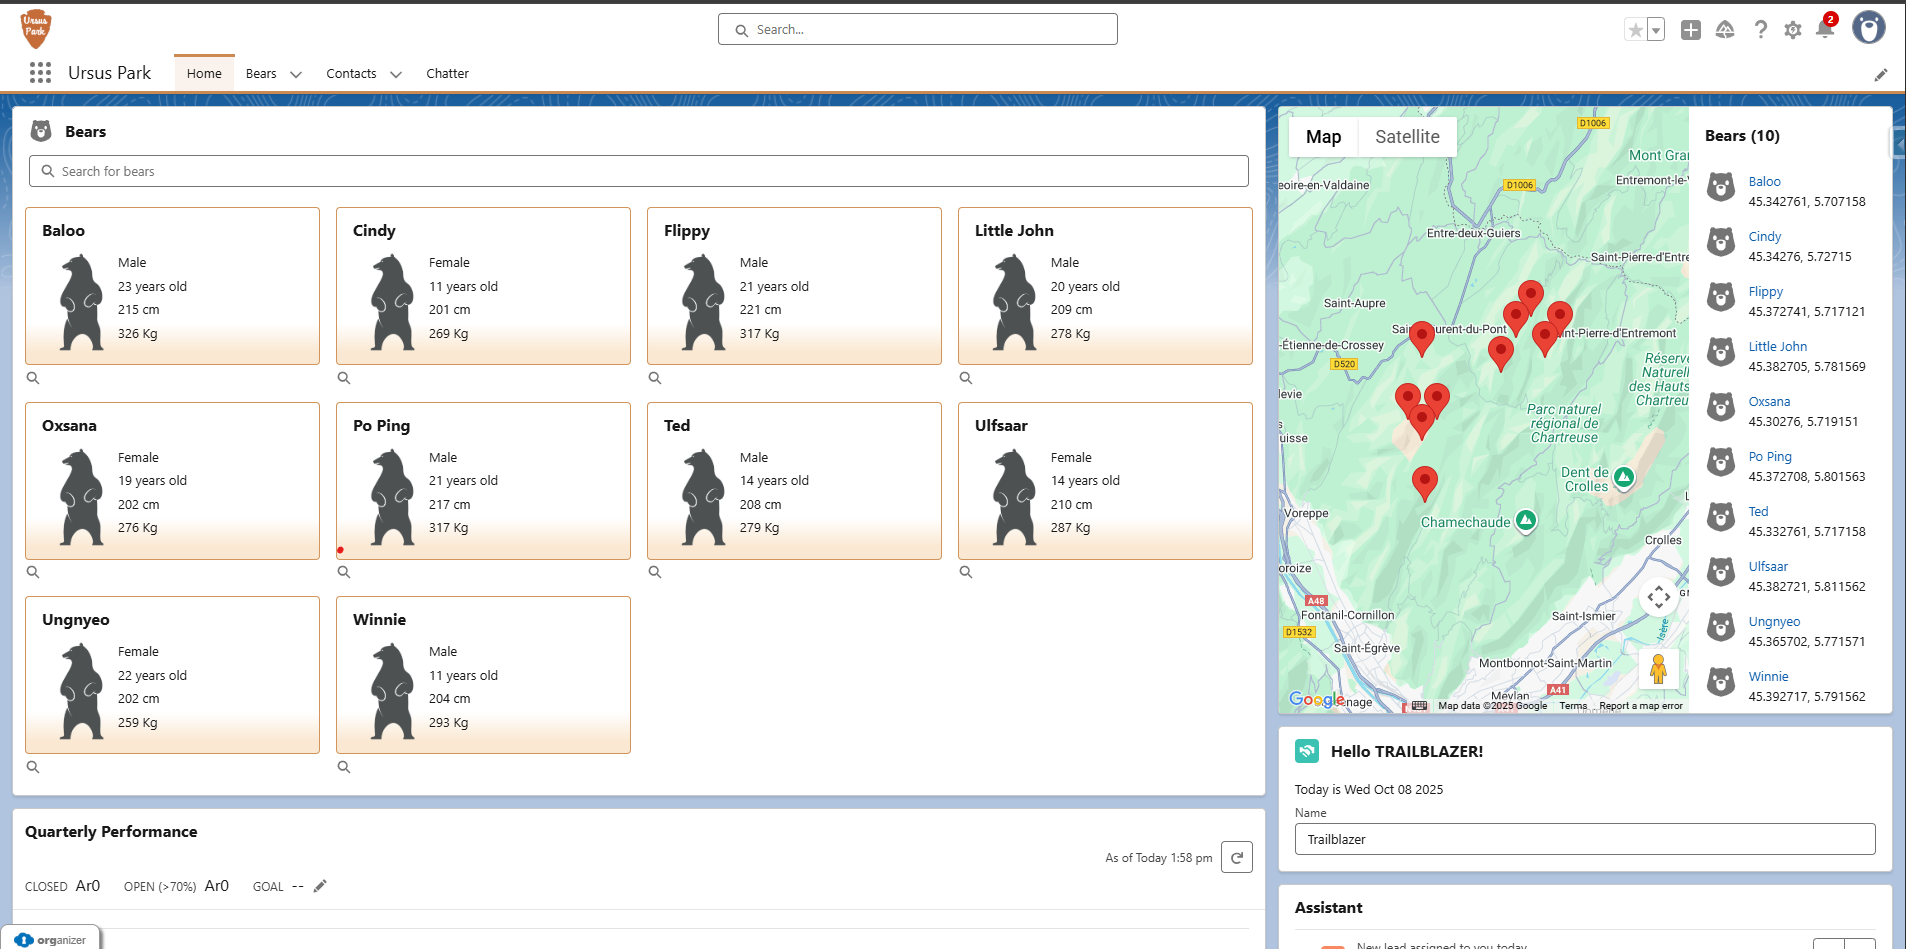 Ursus
Park
Search...
2
Ursus Park
Home
Bears
Contacts
Chatter
Bears
Search for bears
Baloo
Male
23 years old
215 cm
326 Kg
Cindy
Female
11 years old
201 cm
269 Kg
Flippy
Male
21 years old
221 cm
317 Kg
Little John
Male
20 years old
209 cm
278 Kg
Oxsana
Female
19 years old
202 cm
276 Kg
Po Ping
Male
21 years old
217 cm
317 Kg
Ted
Male
14 years old
208 cm
279 Kg
Ulfsaar
Female
14 years old
210 cm
287 Kg
Ungnyeo
Female
22 years old
202 cm
259 Kg
Winnie
Male
11 years old
204 cm
293 Kg
Quarterly Performance
As of Today 1:58 pm
CLOSED Ar0 OPEN (>70%) Ar0 GOAL --
organizer
Map
Satellite
D1006
Mont Gra
eoire-en-Valdaine
D1006
Entremont-le-
Entre-deux-Guiers
Saint-Pierre-d'Entre
Saint-Aupre
Saint-Laurent-du-Pont
Saint-Pierre-d'Entremont
-Étienne-de-Crossey
D520
Réserve
Naturell
des Hauts
Chartreu
levie
Parc naturel
régional de
Chartreuse
uisse
Dent de
Crolles
Voreppe
Chamechaude
Crolles
oroize
A48
Fontanil-Cornillon
D1532
Saint-Ismier
Isère
Saint-Égrève
Montbonnot-Saint-Martin
A41
Meylan
Google
enage
Map data ©2025 Google
Terms
Report a map error
Bears (10)
Baloo
45.342761, 5.707158
Cindy
45.34276, 5.72715
Flippy
45.372741, 5.717121
Little John
45.382705, 5.781569
Oxsana
45.30276, 5.719151
Po Ping
45.372708, 5.801563
Ted
45.332761, 5.717158
Ulfsaar
45.382721, 5.811562
Ungnyeo
45.365702, 5.771571
Winnie
45.392717, 5.791562
Hello TRAILBLAZER!
Today is Wed Oct 08 2025
Name
Trailblazer
Assistant
New lead assigned to you today